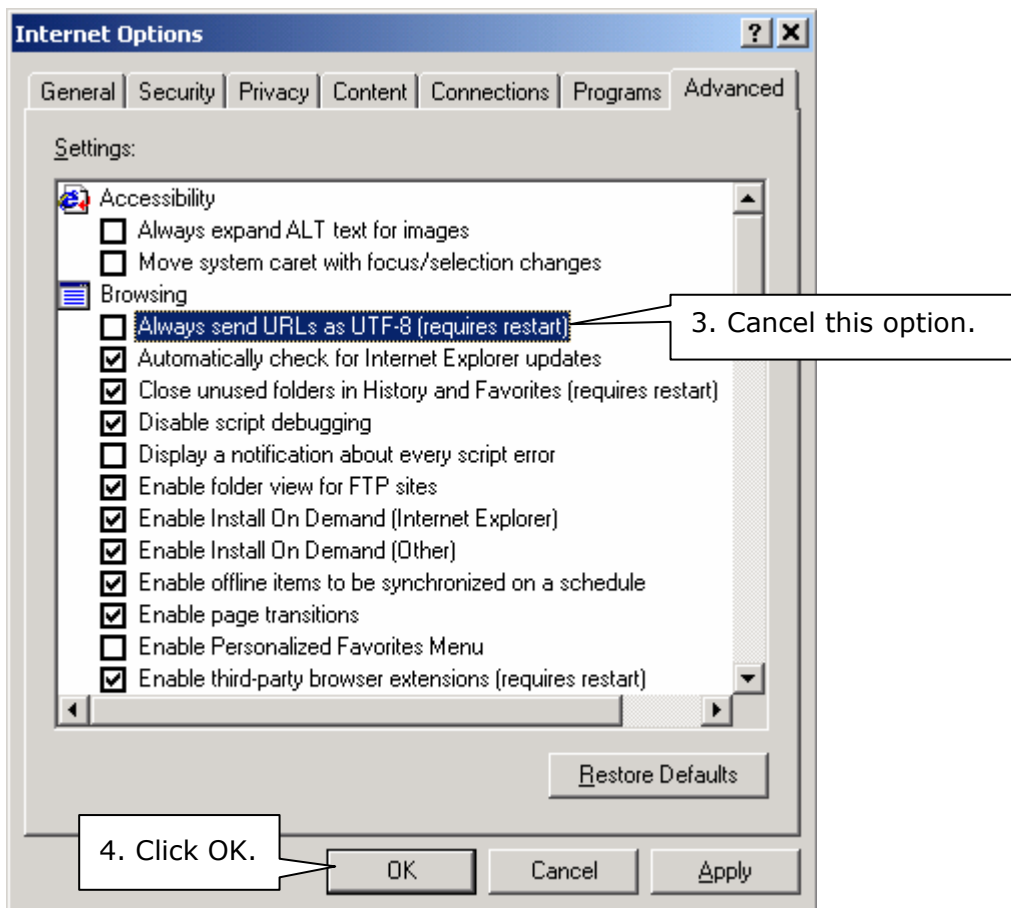 Internet Options
General Security Privacy Content Connections Programs Advanced
Settings:
Accessibility
Always expand ALT text for images
Move system caret with focus/selection changes
Browsing
Always send URLs as UTF-8 (requires restart)
3. Cancel this option.
Automatically check for Internet Explorer updates
Close unused folders in History and Favorites (requires restart)
Disable script debugging
Display a notification about every script error
Enable folder view for FTP sites
Enable Install On Demand (Internet Explorer)
Enable Install On Demand (Other)
Enable offline items to be synchronized on a schedule
Enable page transitions
Enable Personalized Favorites Menu
Enable third-party browser extensions (requires restart)
Restore Defaults
4. Click OK.
OK Cancel Apply